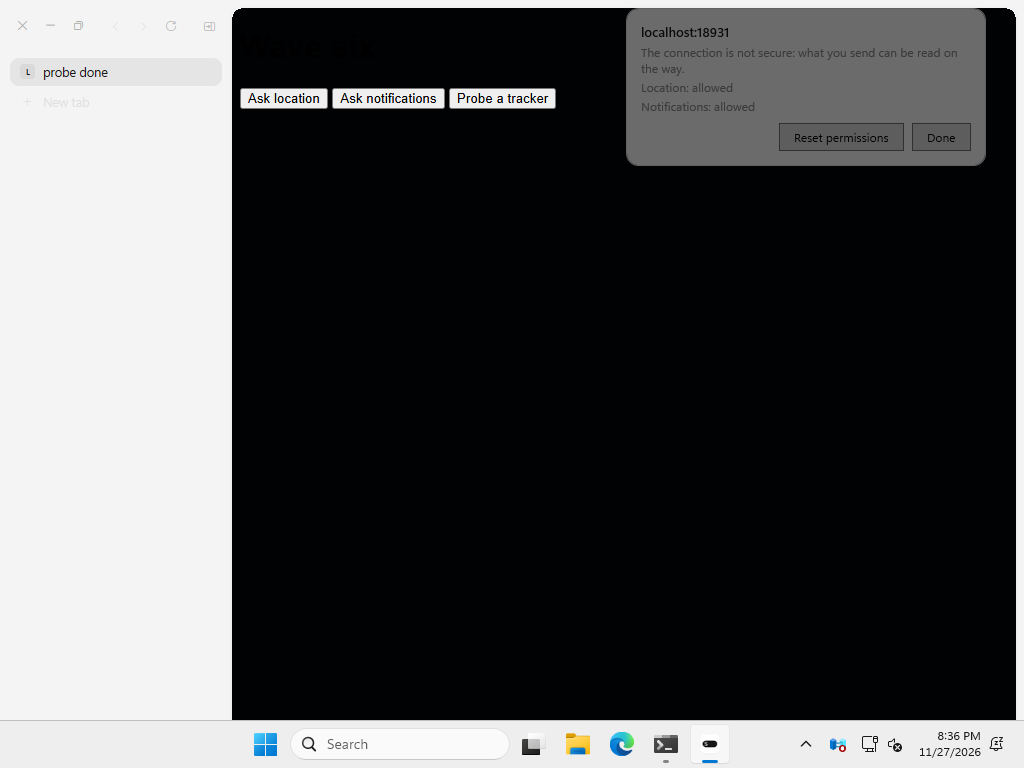 probe done
New tab
Wave six
Ask location
Ask notifications
Probe a tracker
localhost:18931
The connection is not secure: what you send can be read on
the way.
Location: allowed
Notifications: allowed
Reset permissions
Done
L
Search
8:36 PM
11/27/2026